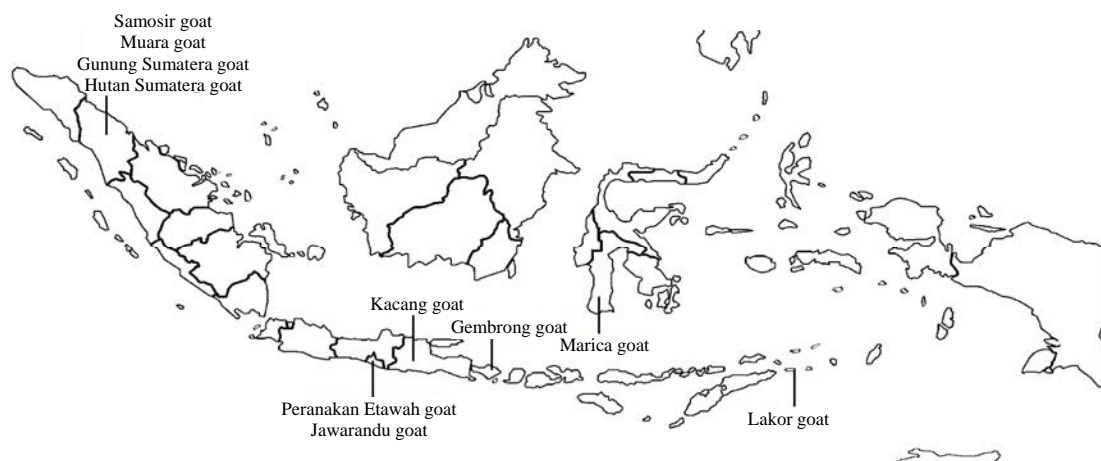 Samosir goat
Muara goat
Gunung Sumatera goat
Hutan Sumatera goat
Kacang goat
Gembrong goat
Marica goat
Peranakan Etawah goat
Jawarandu goat
Lakor goat